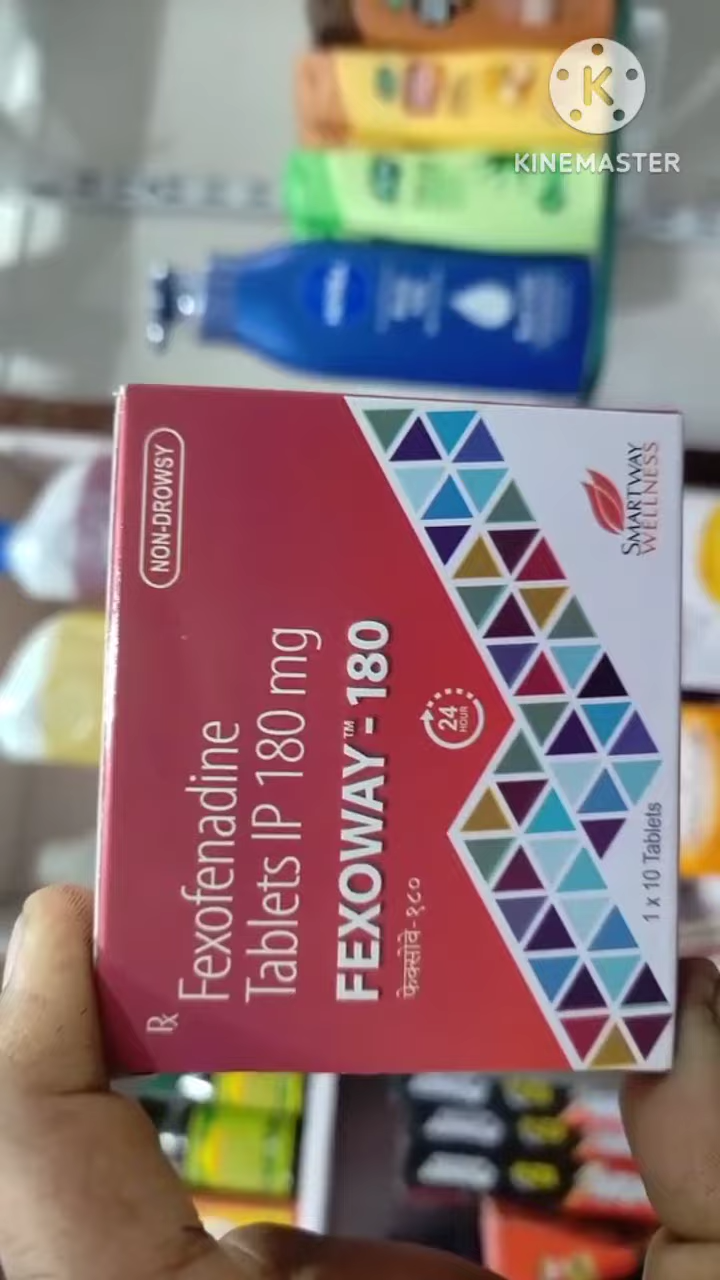 K
KINEMASTER
NON-DROWSY
Rx
Fexofenadine
Tablets IP 180 mg
FEXOWAY™-180
फेक्सोवे-१८०
24
HOUR
1 x 10 Tablets
SMARTWAY
WELLNESS
NIVEA